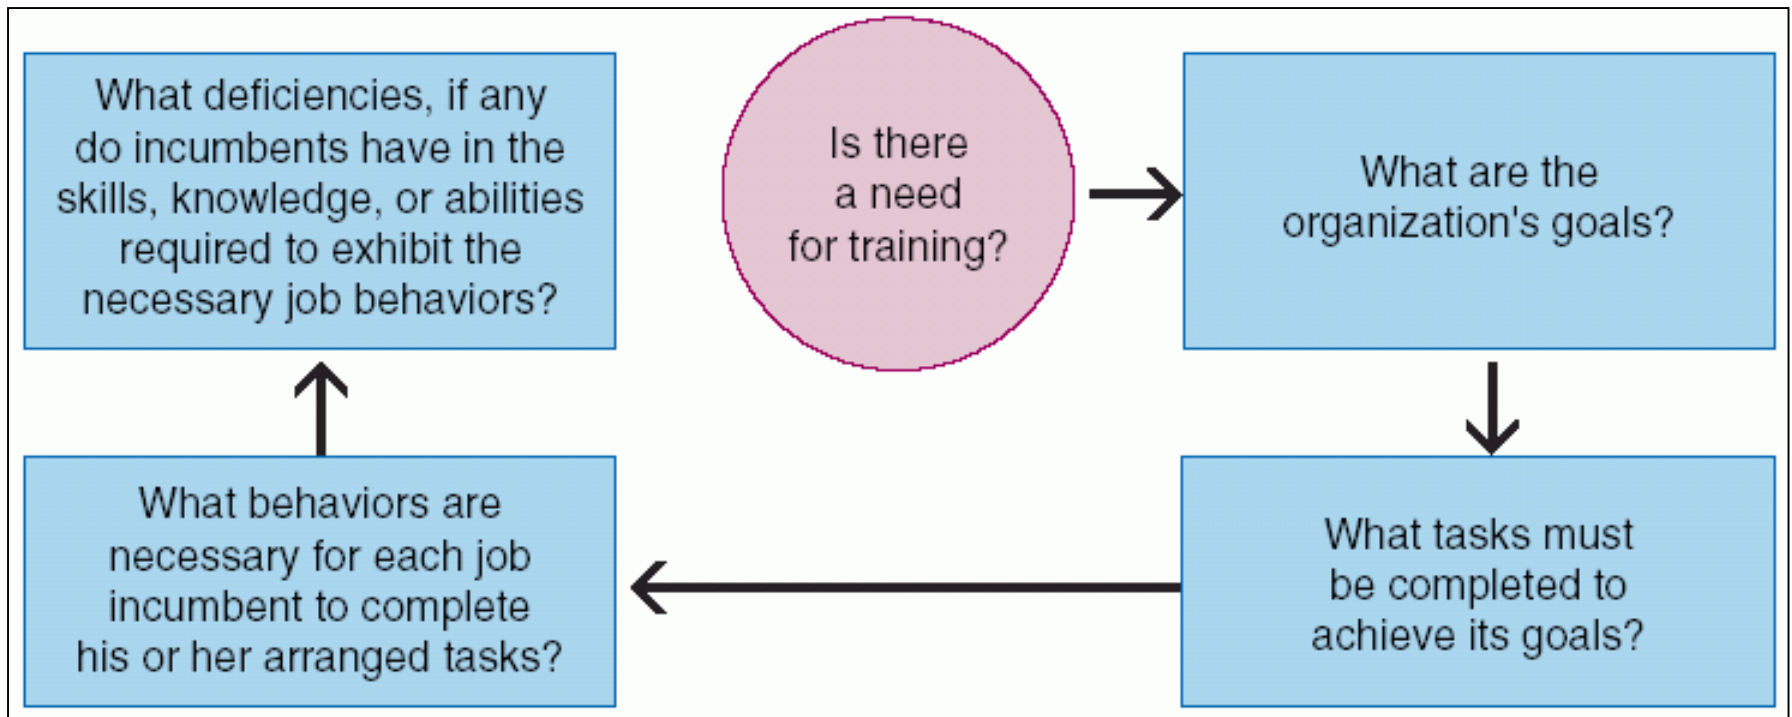 What deficiencies, if any
do incumbents have in the
skills, knowledge, or abilities
required to exhibit the
necessary job behaviors?
Is there
a need
for training?
What are the
organization's goals?
What behaviors are
necessary for each job
incumbent to complete
his or her arranged tasks?
What tasks must
be completed to
achieve its goals?